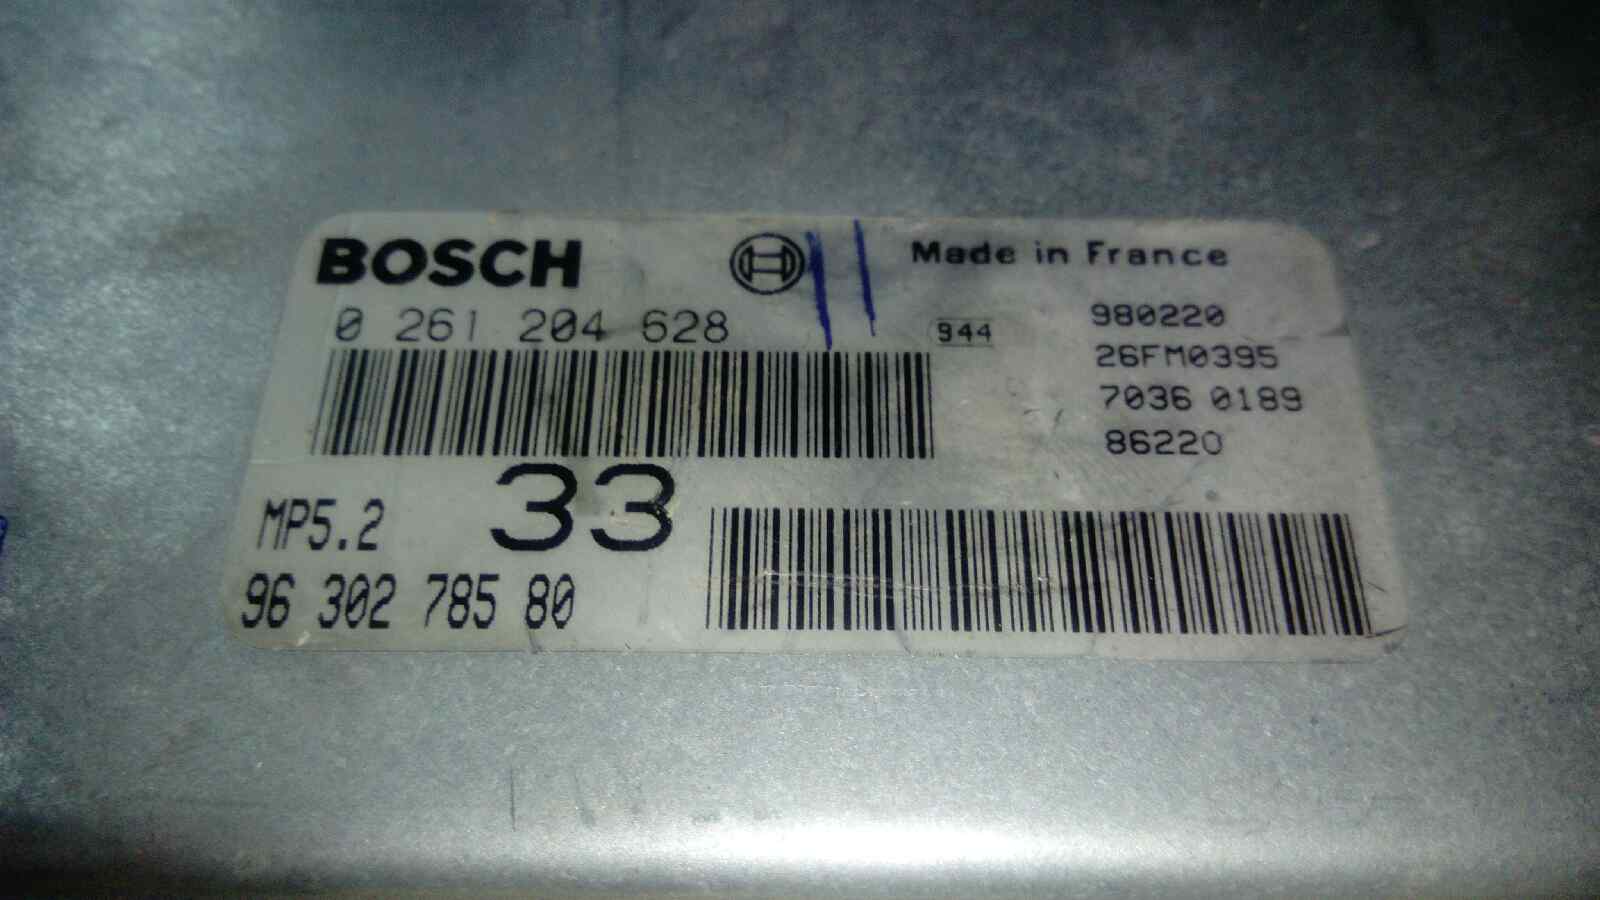 BOSCH
Made in France
0 261 204 628
944
980220
26FM0395
7036 0189
86220
33
MP5.2
96 302 785 80